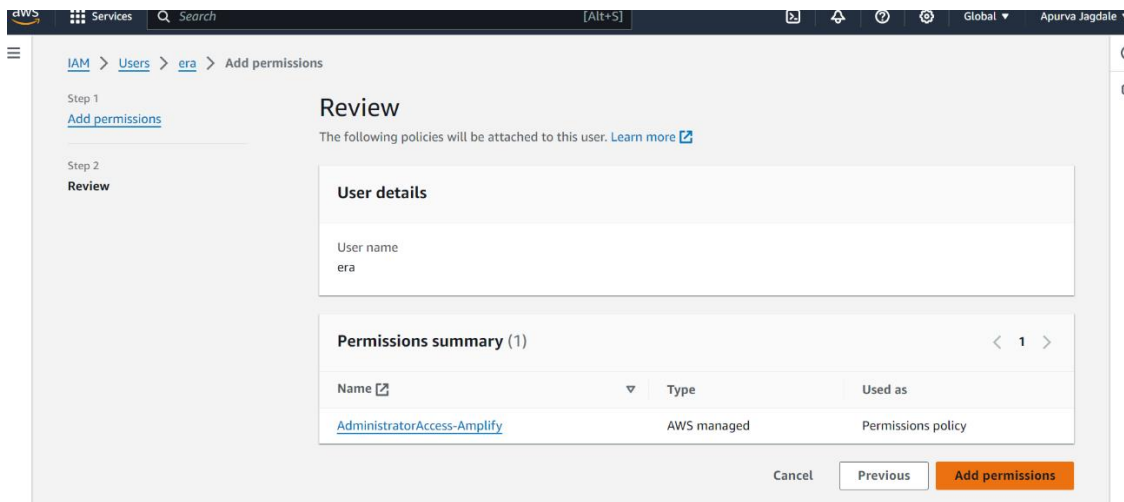 aws Services Search [Alt+S] Global Apurva Jagdale
IAM > Users > era > Add permissions
Step 1
Add permissions
Step 2
Review
Review
The following policies will be attached to this user. Learn more
User details
User name
era
Permissions summary (1) < 1 >
Name Type Used as
AdministratorAccess-Amplify AWS managed Permissions policy
Cancel Previous Add permissions